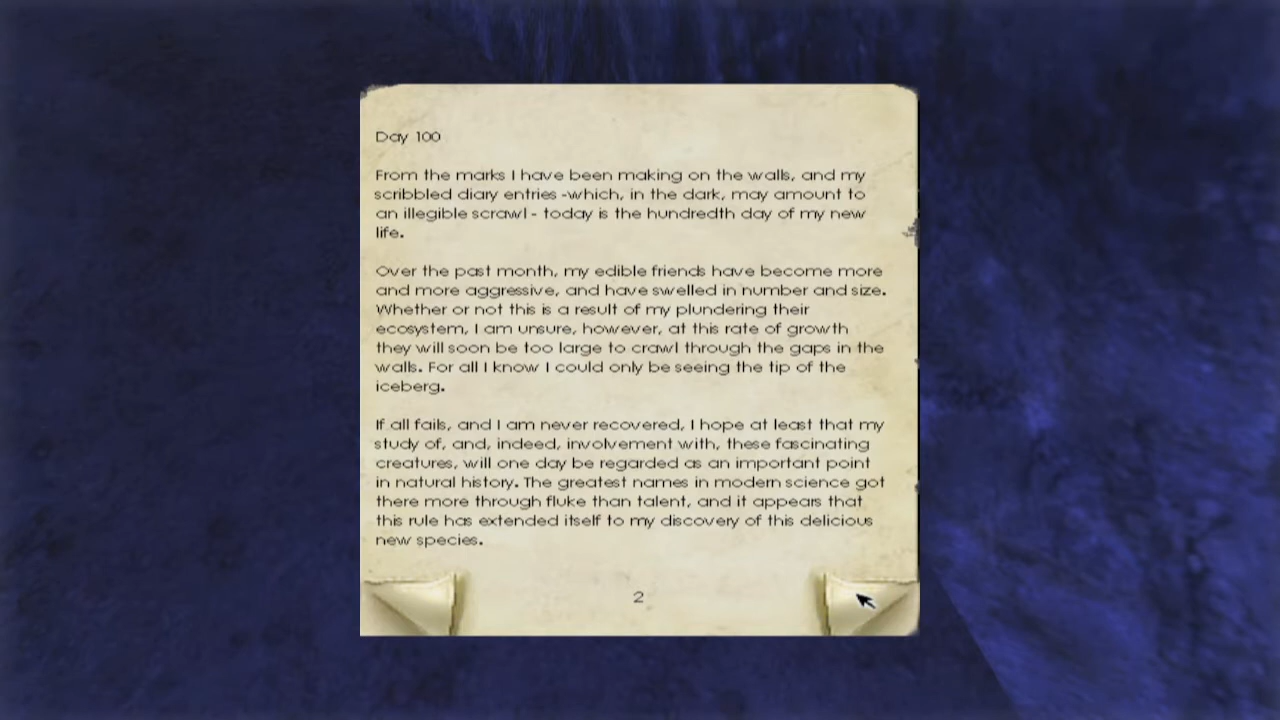 Day 100
From the marks I have been making on the walls, and my
scribbled diary entries -which, in the dark, may amount to
an illegible scrawl - today is the hundredth day of my new
life.
Over the past month, my edible friends have become more
and more aggressive, and have swelled in number and size.
Whether or not this is a result of my plundering their
ecosystem, I am unsure, however, at this rate of growth
they will soon be too large to crawl through the gaps in the
walls. For all I know I could only be seeing the tip of the
iceberg.
If all fails, and I am never recovered, I hope at least that my
study of, and, indeed, involvement with, these fascinating
creatures, will one day be regarded as an important point
in natural history. The greatest names in modern science got
there more through fluke than talent, and it appears that
this rule has extended itself to my discovery of this delicious
new species.
2